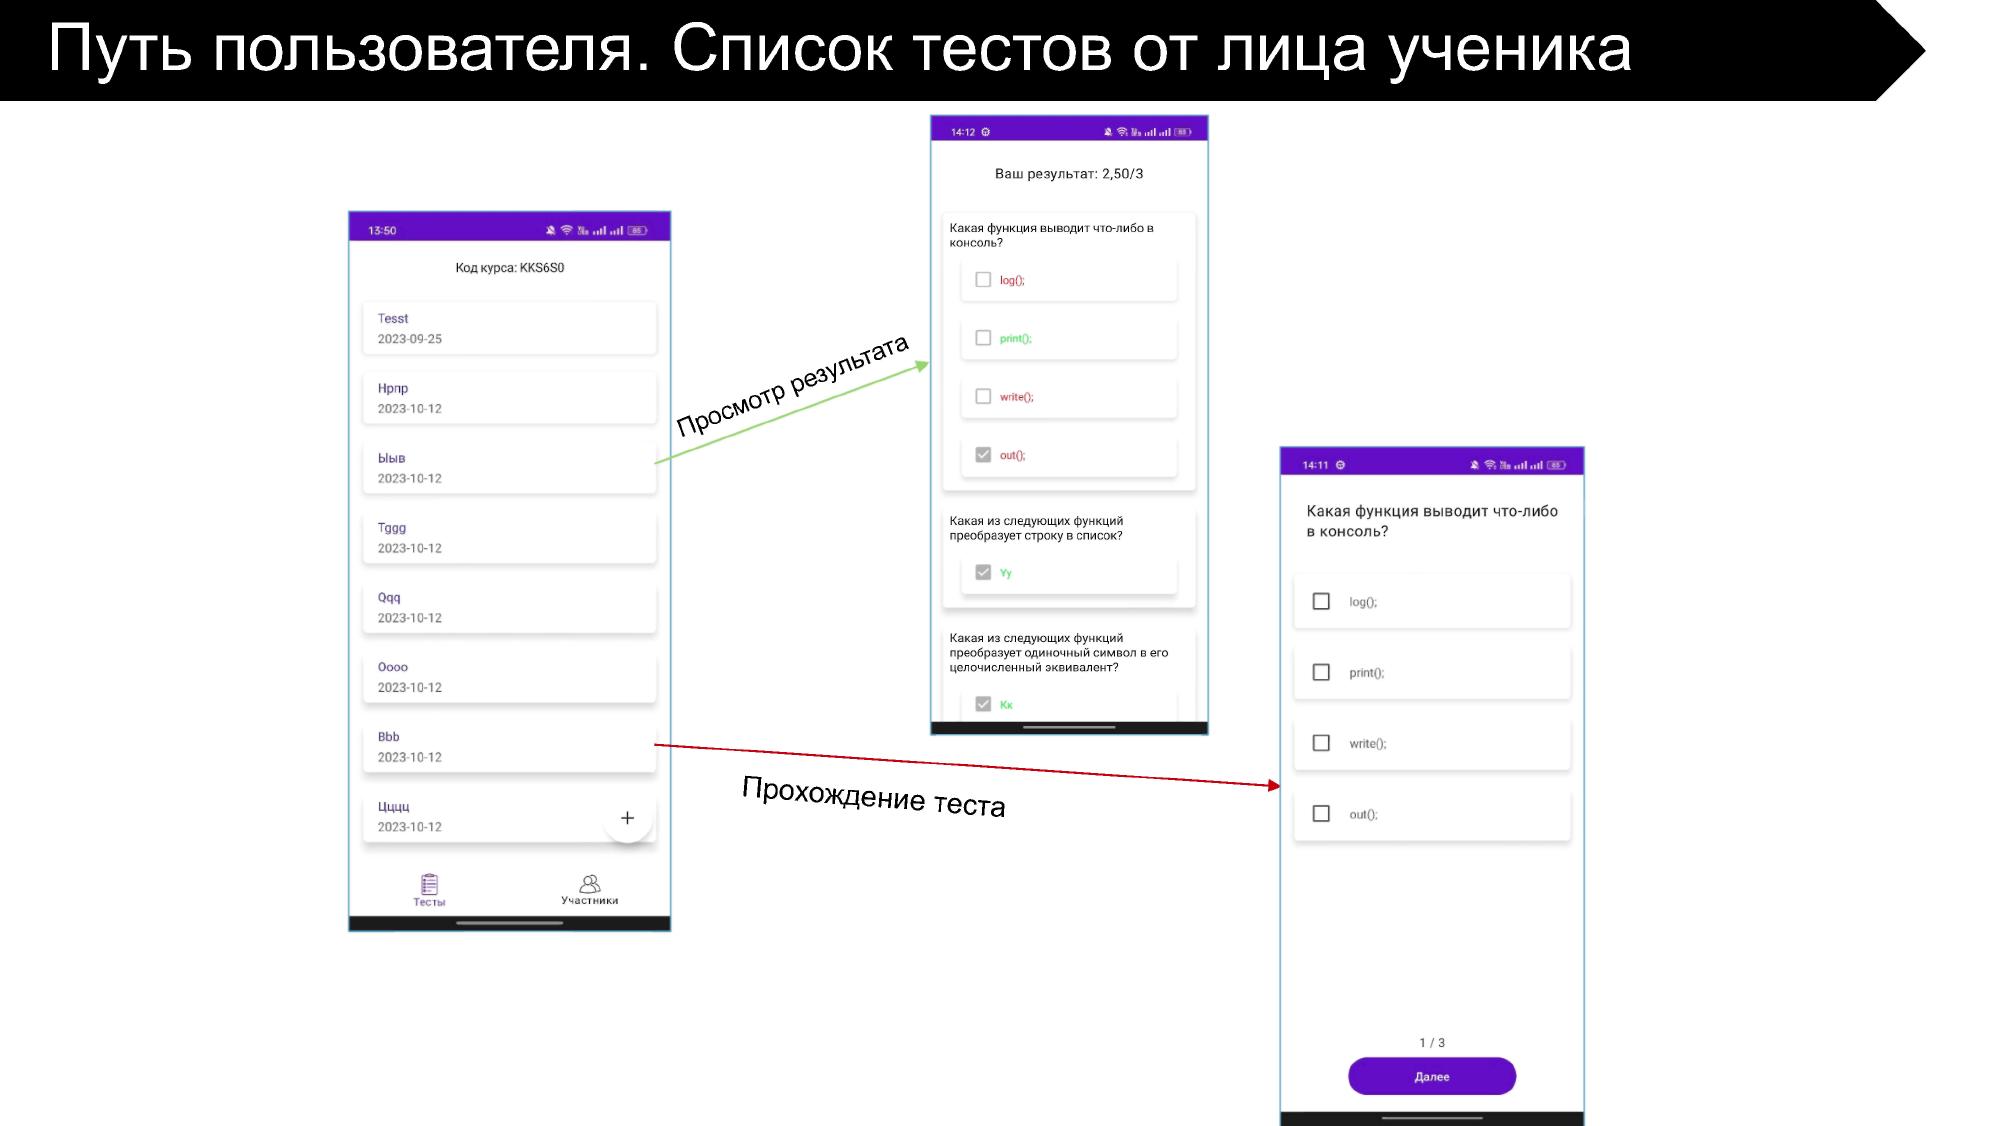 Путь пользователя. Список тестов от лица ученика
13:50
85
Код курса: KKS6S0
Tesst
2023-09-25
Нрпр
2023-10-12
Ыыв
2023-10-12
Tggg
2023-10-12
Qqq
2023-10-12
Оооо
2023-10-12
Bbb
2023-10-12
Цццц
2023-10-12
+
Тесты
Участники
Просмотр результата
Прохождение теста
14:12
Ваш результат: 2,50/3
Какая функция выводит что-либо в
консоль?
log();
print();
write();
out();
Какая из следующих функций
преобразует строку в список?
Yy
Какая из следующих функций
преобразует одиночный символ в его
целочисленный эквивалент?
Кк
14:11
Какая функция выводит что-либо
в консоль?
log();
print();
write();
out();
1 / 3
Далее